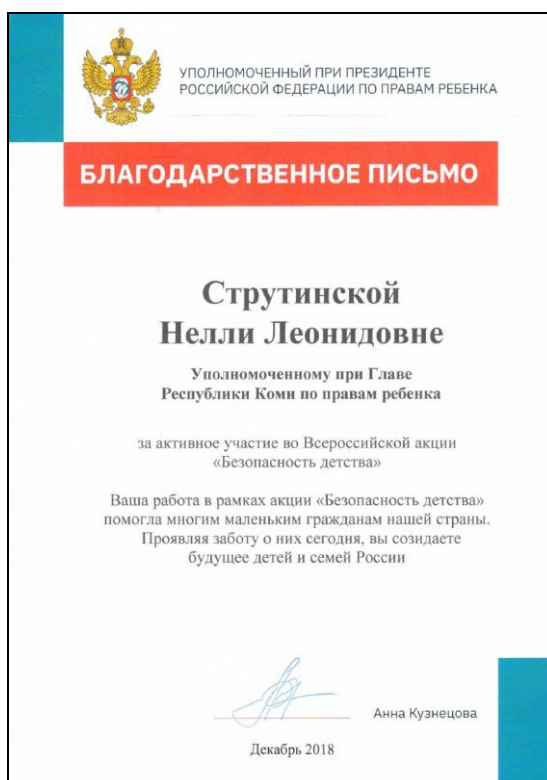 УПОЛНОМОЧЕННЫЙ ПРИ ПРЕЗИДЕНТЕ
РОССИЙСКОЙ ФЕДЕРАЦИИ ПО ПРАВАМ РЕБЕНКА
БЛАГОДАРСТВЕННОЕ ПИСЬМО
Струтинской
Нелли Леонидовне
Уполномоченному при Главе
Республики Коми по правам ребенка
за активное участие во Всероссийской акции
«Безопасность детства»
Ваша работа в рамках акции «Безопасность детства»
помогла многим маленьким гражданам нашей страны.
Проявляя заботу о них сегодня, вы созидаете
будущее детей и семей России
Анна Кузнецова
Декабрь 2018